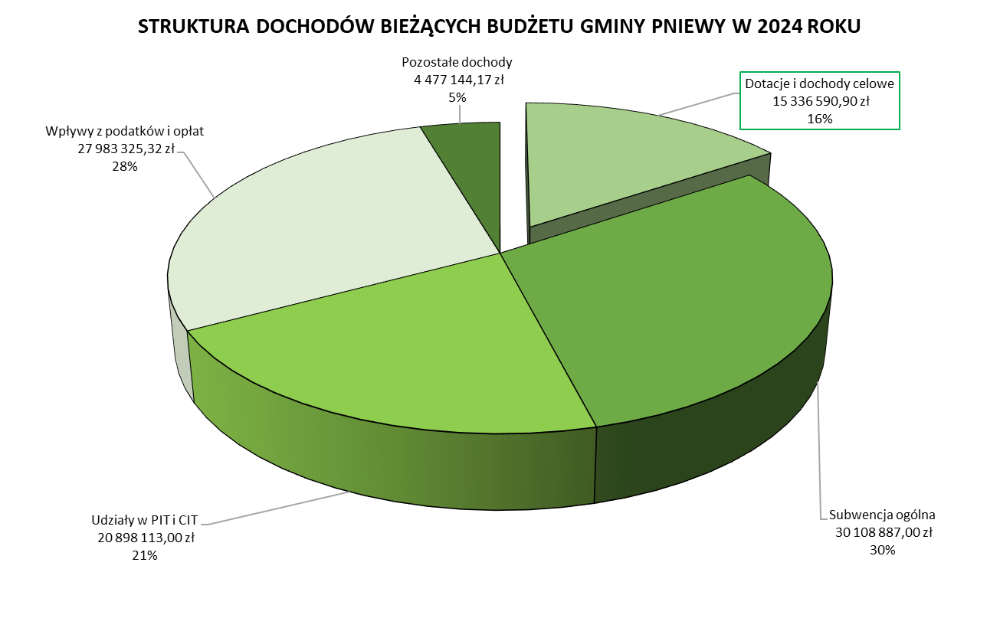 STRUKTURA DOCHODÓW BIEŻĄCYCH BUDŻETU GMINY PNIEWY W 2024 ROKU
Pozostałe dochody
4 477 144,17 zł
5%
Dotacje i dochody celowe
15 336 590,90 zł
16%
Wpływy z podatków i opłat
27 983 325,32 zł
28%
Udziały w PIT i CIT
20 898 113,00 zł
21%
Subwencja ogólna
30 108 887,00 zł
30%